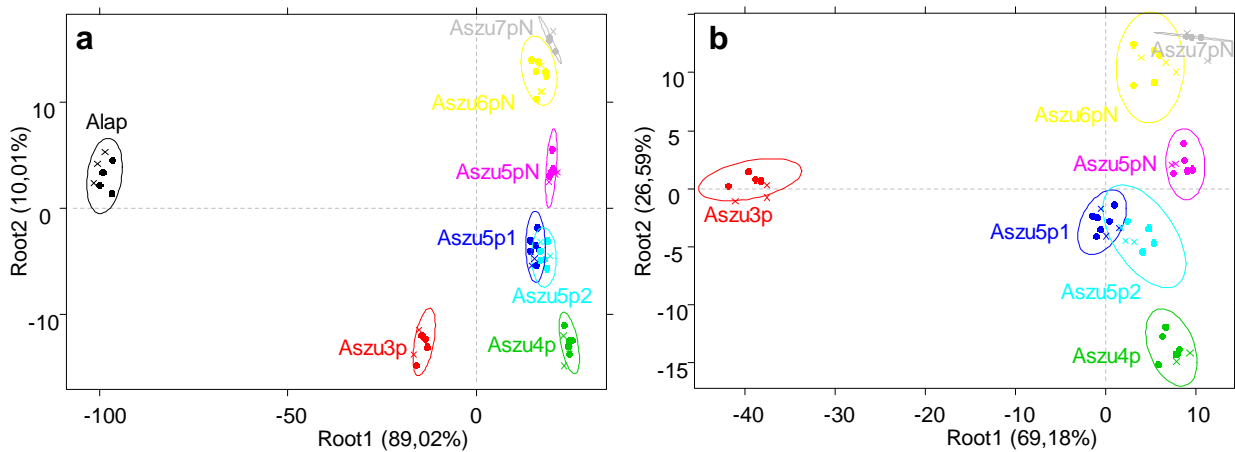 a
Aszu7pN
Aszu6pN
Alap
Aszu5pN
Aszu5p1
Aszu5p2
Aszu3p
Aszu4p
10
0
-10
Root2 (10,01%)
-100
-50
0
Root1 (89,02%)
b
Aszu7pN
Aszu6pN
Aszu5pN
Aszu3p
Aszu5p1
Aszu5p2
Aszu4p
10
5
0
-5
-10
-15
Root2 (26,59%)
-40
-30
-20
-10
0
10
Root1 (69,18%)